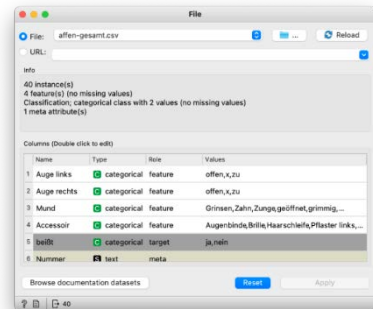 File
File: affen-gesamt.csv ... Reload
URL:
Info
40 instance(s)
4 feature(s) (no missing values)
Classification; categorical class with 2 values (no missing values)
1 meta attribute(s)
Columns (Double click to edit)
Name Type Role Values
1 Auge links C categorical feature offen,x,zu
2 Auge rechts C categorical feature offen,x,zu
3 Mund C categorical feature Grinsen,Zahn,Zunge,geöffnet,grimmig,...
4 Accessoir C categorical feature Augenbinde,Brille,Haarschleife,Pflaster links,...
5 beißt C categorical target ja,nein
6 Nummer S text meta
Browse documentation datasets Reset Apply
? 40